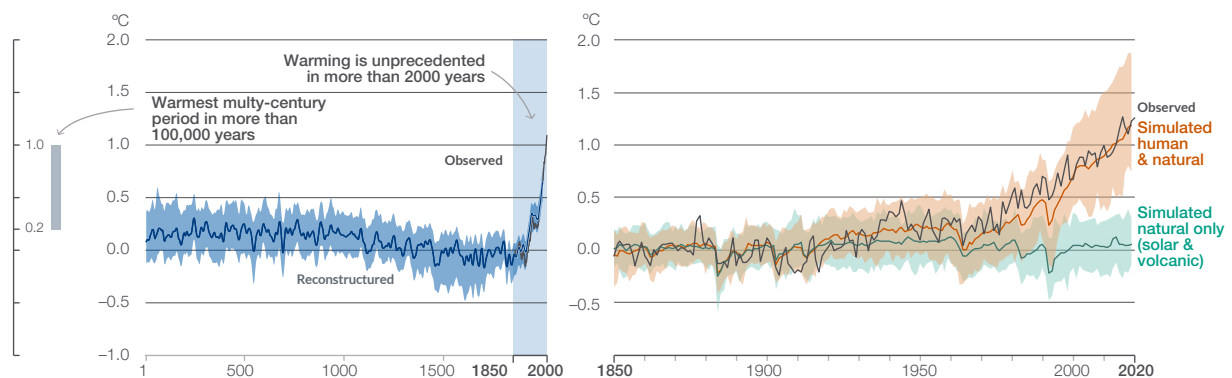 ºC
2.0
1.5
1.0
0.5
0.0
−0.5
−1.0
1.0
0.2
Warming is unprecedented
in more than 2000 years
Warmest multy-century
period in more than
100,000 years
Observed
Reconstructed
1
500
1000
1500
1850
2000
ºC
2.0
1.5
1.0
0.5
0.0
−0.5
Observed
Simulated
human
& natural
Simulated
natural only
(solar &
volcanic)
1850
1900
1950
2000
2020